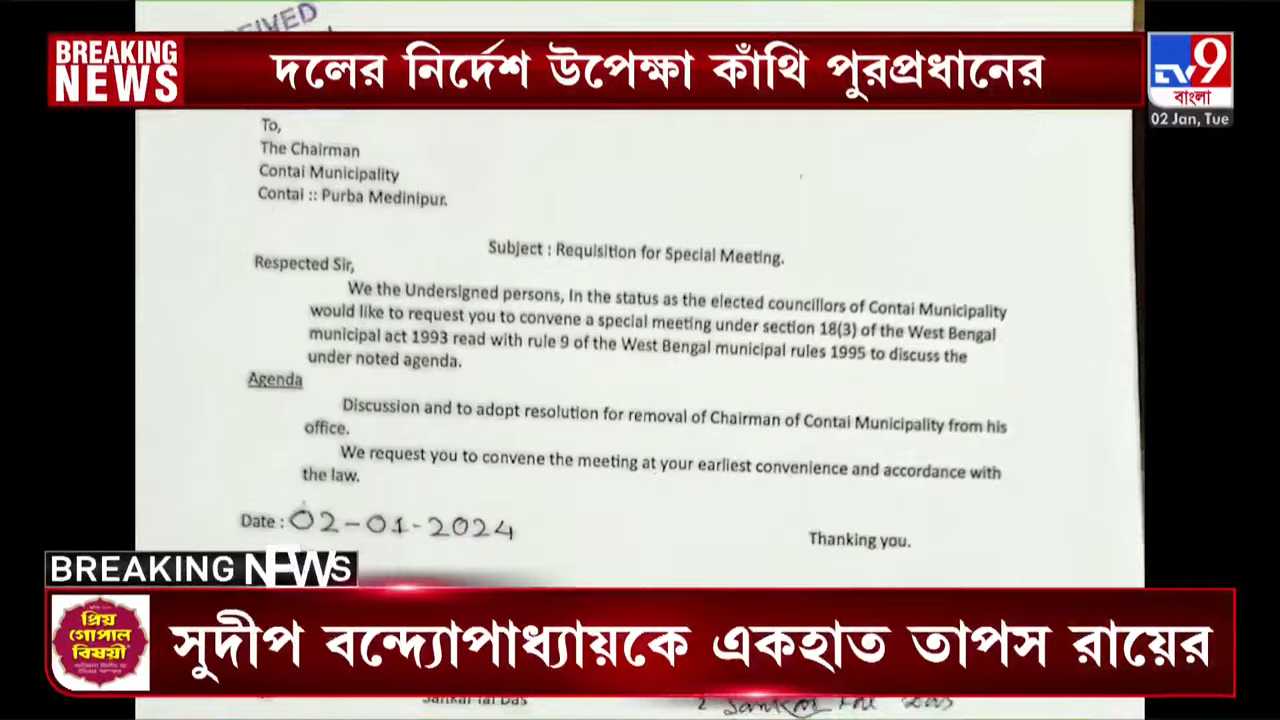 BREAKING
NEWS
দলের নির্দেশ উপেক্ষা কাঁথি পুরপ্রধানের
TV9
বাংলা
02 Jan, Tue
To,
The Chairman
Contai Municipality
Contai :: Purba Medinipur.
Subject : Requisition for Special Meeting.
Respected Sir,
We the Undersigned persons, In the status as the elected councillors of Contai Municipality
would like to request you to convene a special meeting under section 18(3) of the West Bengal
municipal act 1993 read with rule 9 of the West Bengal municipal rules 1995 to discuss the
under noted agenda.
Agenda
Discussion and to adopt resolution for removal of Chairman of Contai Municipality from his
office.
We request you to convene the meeting at your earliest convenience and accordance with
the law.
Date : 02-01-2024
Thanking you.
BREAKING NEWS
প্রিয়
গোপাল
বিষয়ী
সুদীপ বন্দ্যোপাধ্যায়কে একহাত তাপস রায়ের